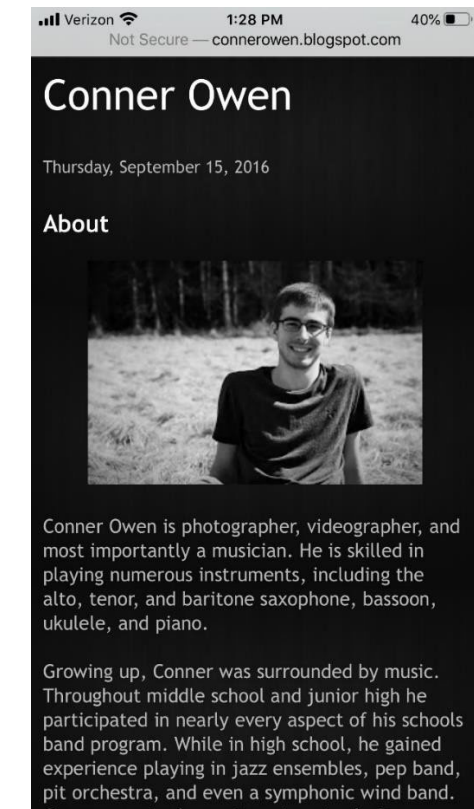 Verizon 1:28 PM 40%
Not Secure — connerowen.blogspot.com
Conner Owen
Thursday, September 15, 2016
About
Conner Owen is photographer, videographer, and
most importantly a musician. He is skilled in
playing numerous instruments, including the
alto, tenor, and baritone saxophone, bassoon,
ukulele, and piano.
Growing up, Conner was surrounded by music.
Throughout middle school and junior high he
participated in nearly every aspect of his schools
band program. While in high school, he gained
experience playing in jazz ensembles, pep band,
pit orchestra, and even a symphonic wind band.